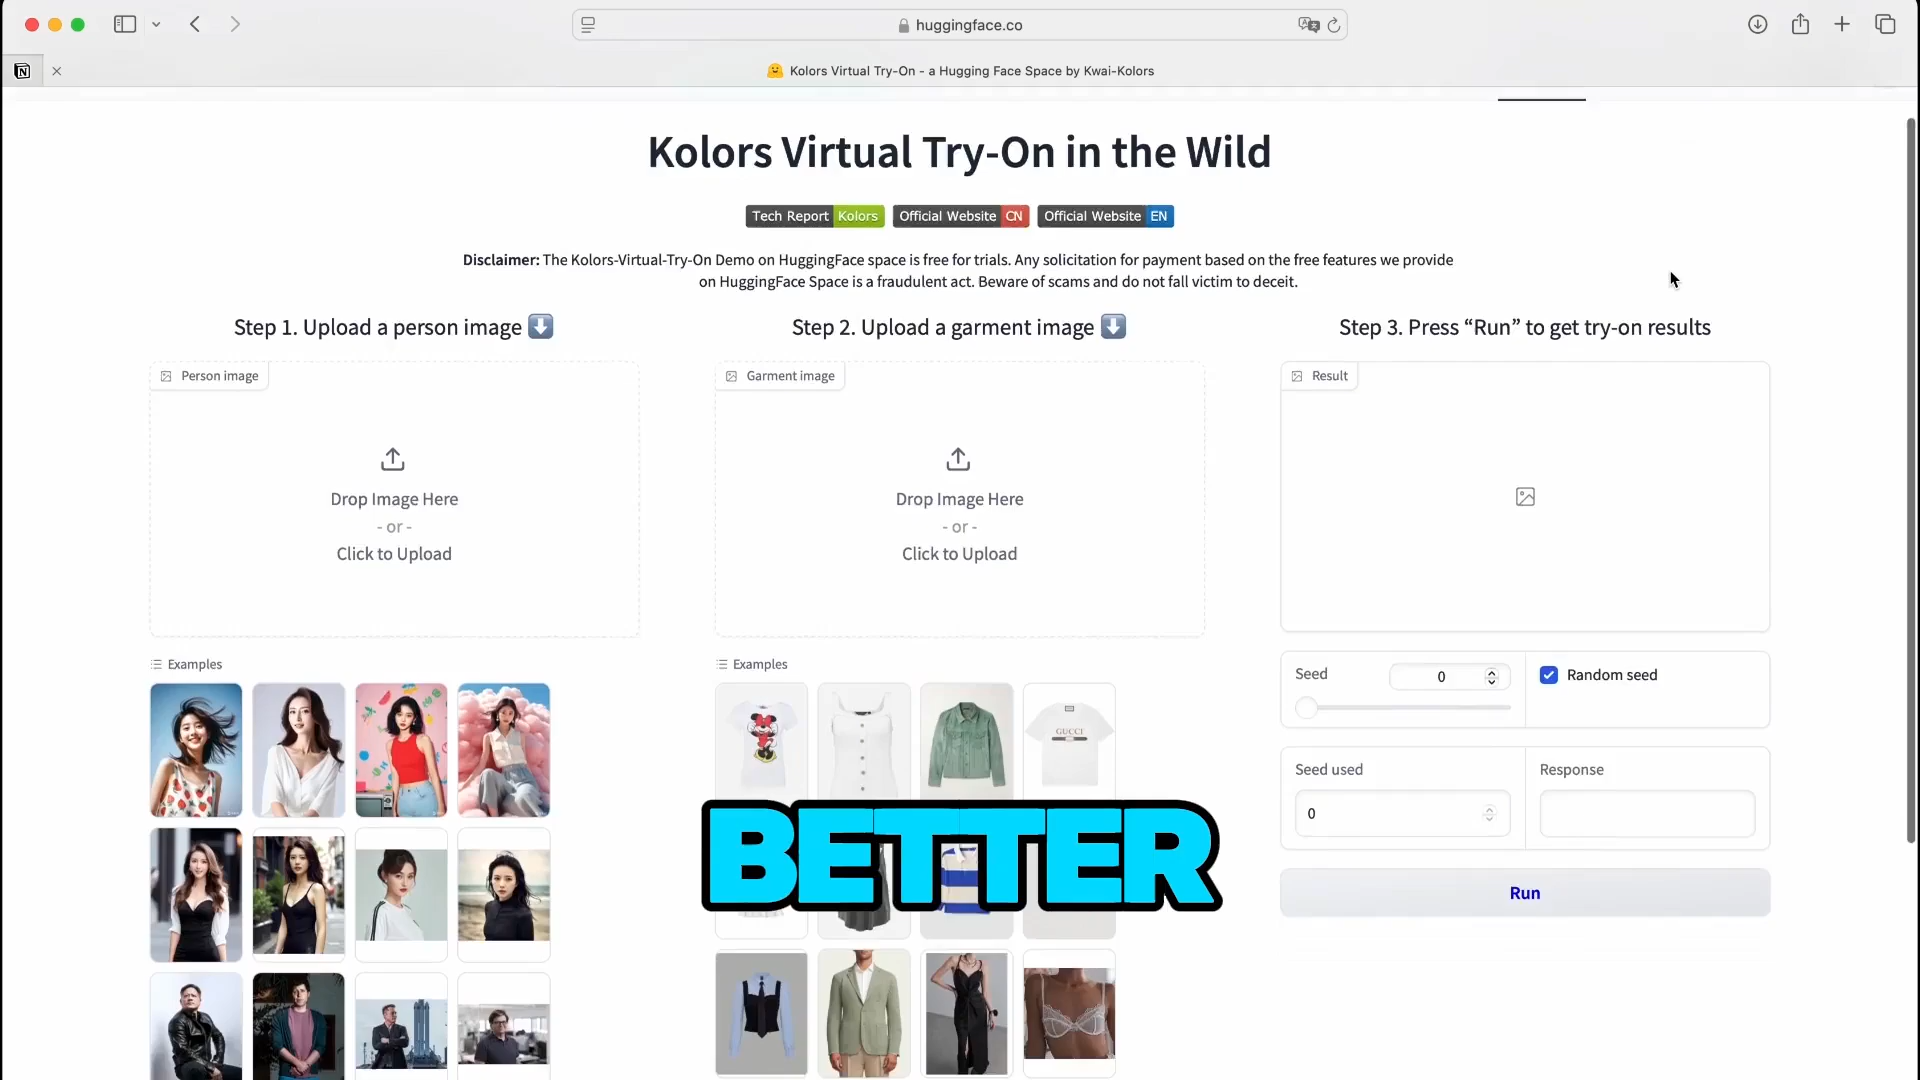 huggingface.co
Kolors Virtual Try-On - a Hugging Face Space by Kwai-Kolors
Kolors Virtual Try-On in the Wild
Tech Report Kolors Official Website CN Official Website EN
Disclaimer: The Kolors-Virtual-Try-On Demo on HuggingFace space is free for trials. Any solicitation for payment based on the free features we provide
on HuggingFace Space is a fraudulent act. Beware of scams and do not fall victim to deceit.
Step 1. Upload a person image
Person image
Drop Image Here
- or -
Click to Upload
Examples
Step 2. Upload a garment image
Garment image
Drop Image Here
- or -
Click to Upload
Examples
GUCCI
BETTER
Step 3. Press “Run” to get try-on results
Result
Seed
0
Random seed
Seed used
0
Response
Run